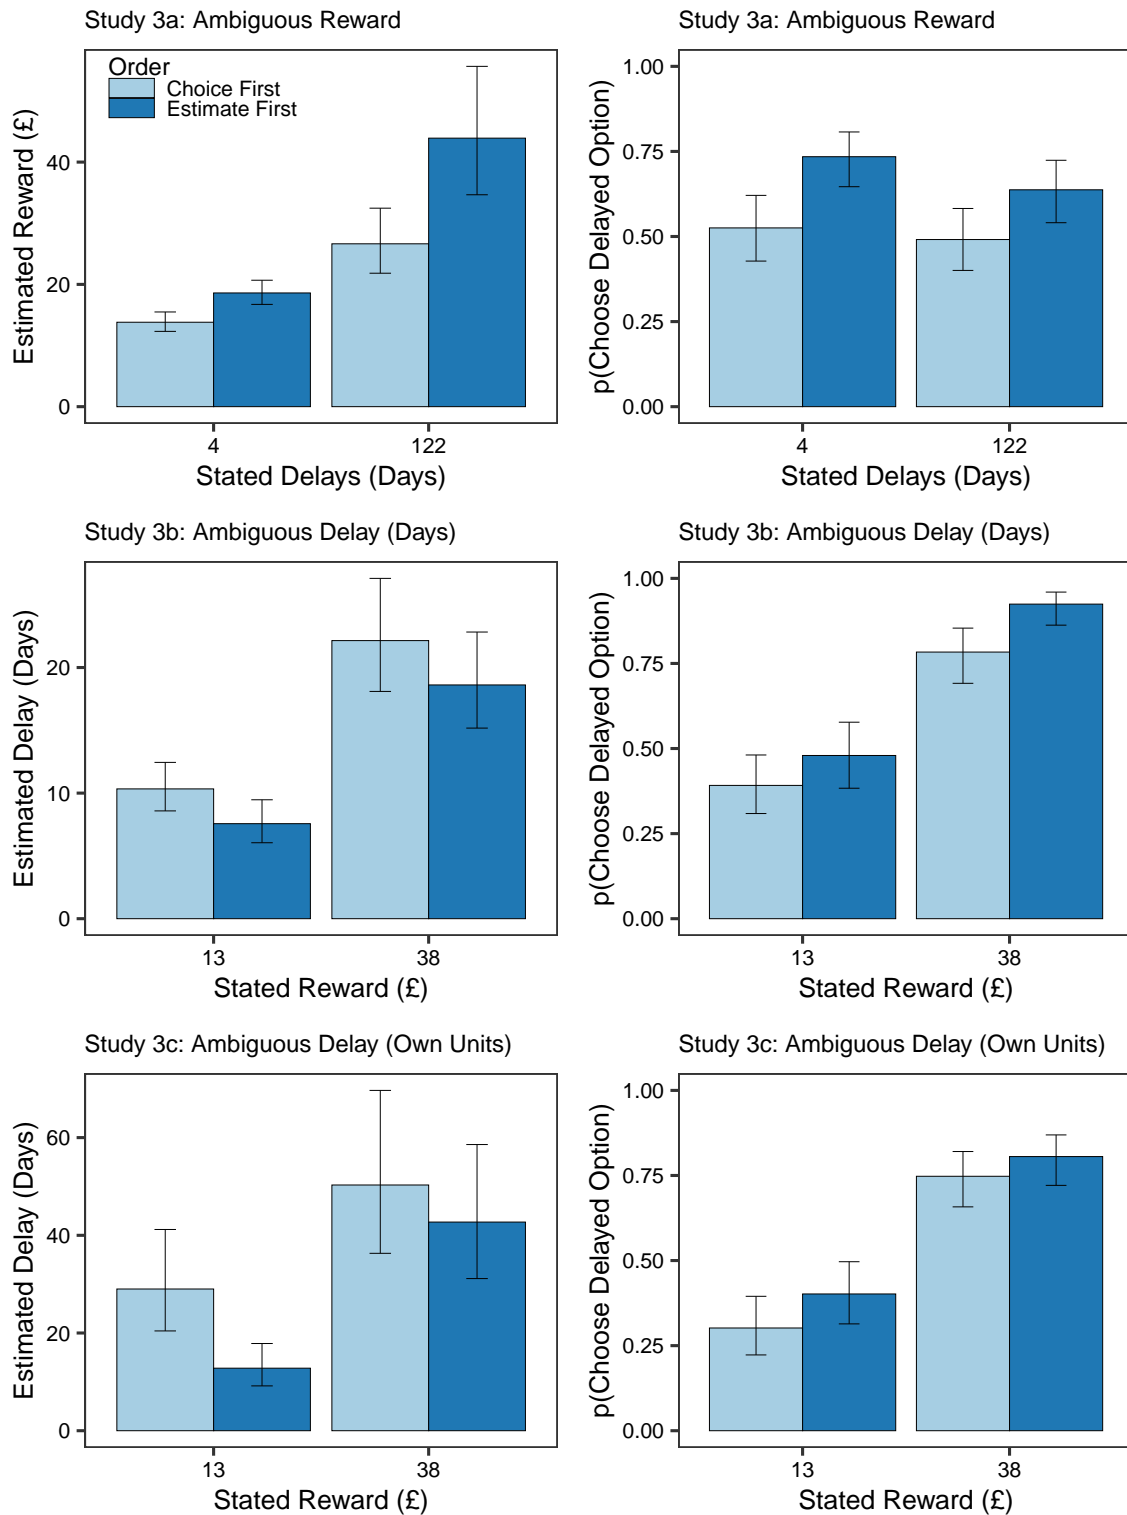 Study 3a: Ambiguous Reward
Order
Choice First
Estimate First
Estimated Reward (£)
40
20
0
4
122
Stated Delays (Days)
Study 3a: Ambiguous Reward
p(Choose Delayed Option)
1.00
0.75
0.50
0.25
0.00
4
122
Stated Delays (Days)
Study 3b: Ambiguous Delay (Days)
Estimated Delay (Days)
20
10
0
13
38
Stated Reward (£)
Study 3b: Ambiguous Delay (Days)
p(Choose Delayed Option)
1.00
0.75
0.50
0.25
0.00
13
38
Stated Reward (£)
Study 3c: Ambiguous Delay (Own Units)
Estimated Delay (Days)
60
40
20
0
13
38
Stated Reward (£)
Study 3c: Ambiguous Delay (Own Units)
p(Choose Delayed Option)
1.00
0.75
0.50
0.25
0.00
13
38
Stated Reward (£)